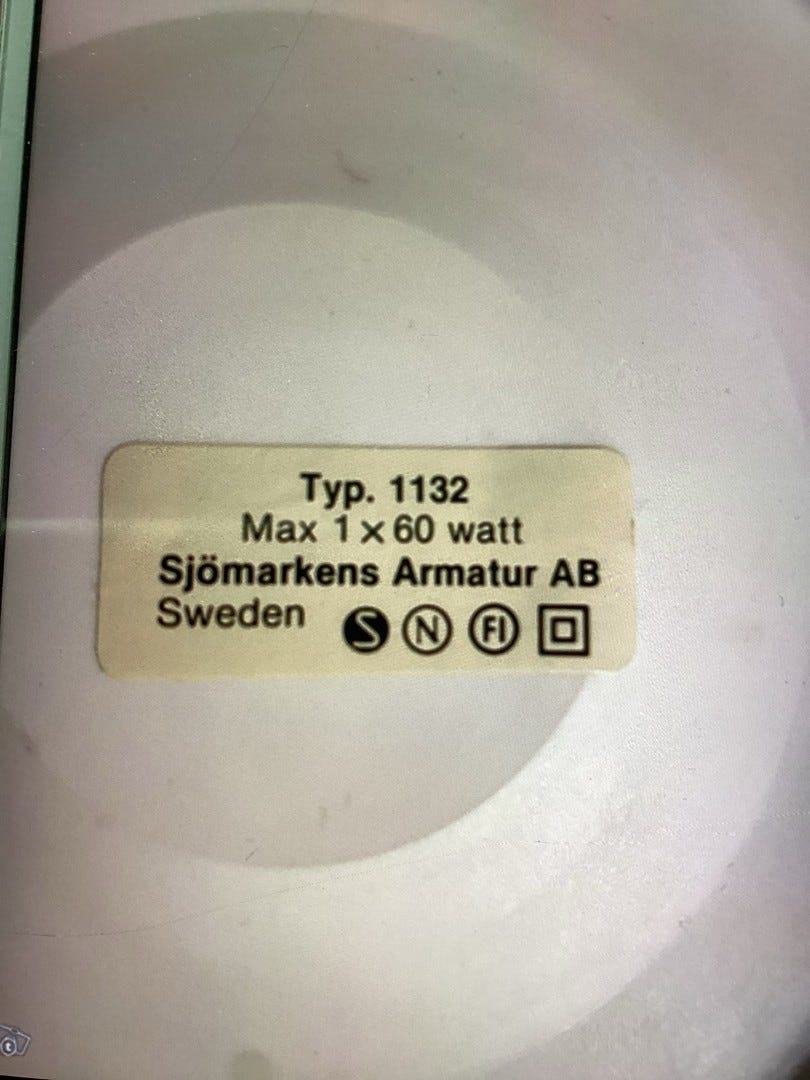 Typ. 1132
Max 1 x 60 watt
Sjömarkens Armatur AB
Sweden S N FI
t